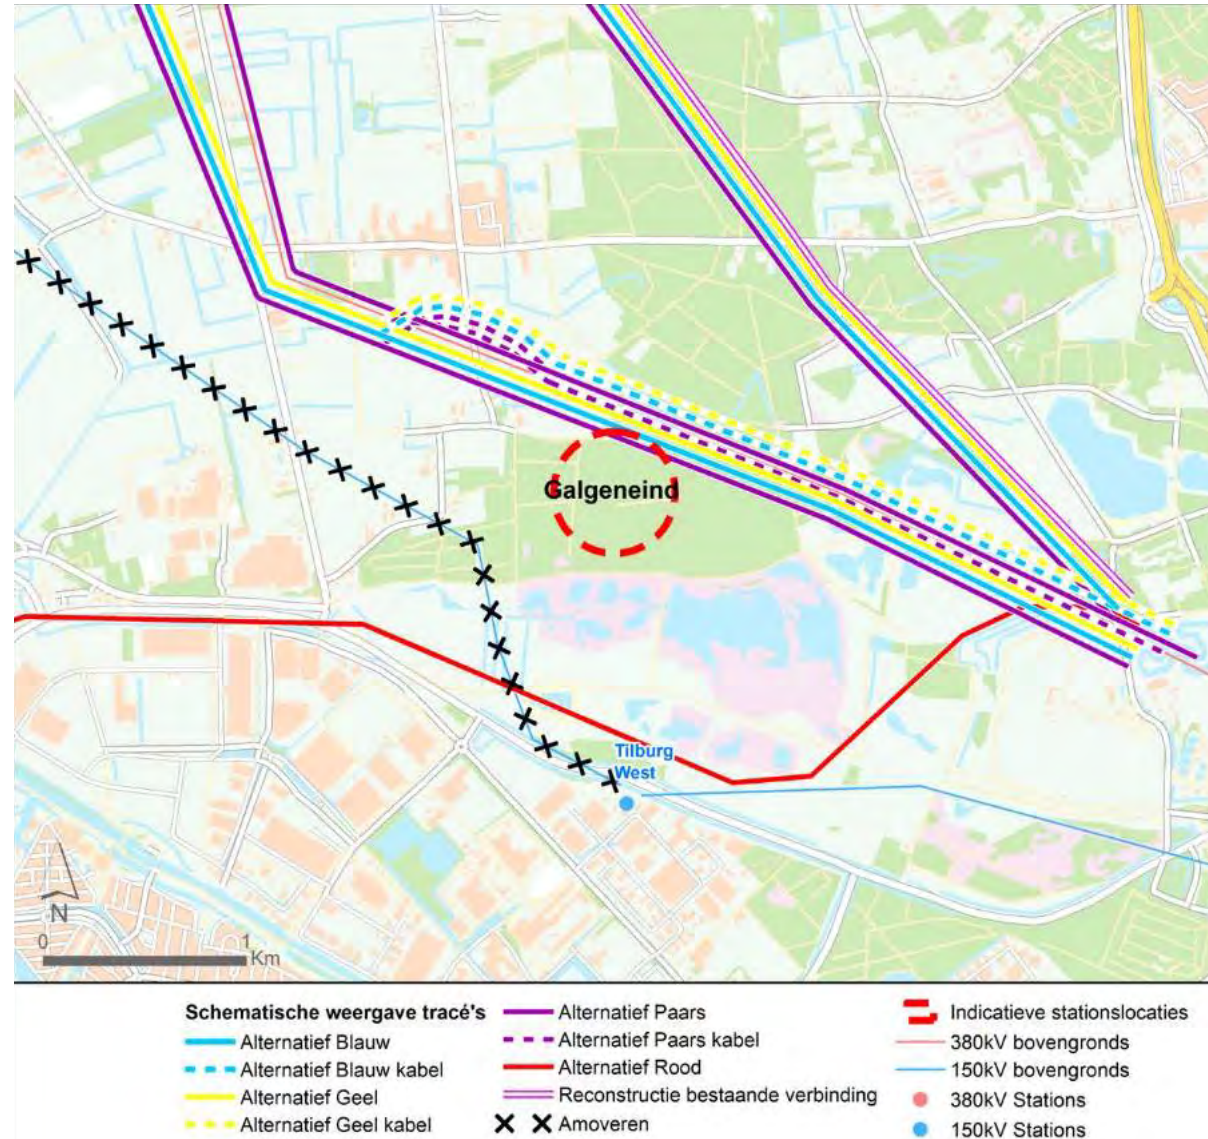 Galgeneind
Tilburg
West
N
0 1
Km
Schematische weergave tracé's
Alternatief Blauw
Alternatief Blauw kabel
Alternatief Geel
Alternatief Geel kabel
Alternatief Paars
Alternatief Paars kabel
Alternatief Rood
Reconstructie bestaande verbinding
Amoveren
Indicatieve stationslocaties
380kV bovengronds
150kV bovengronds
380kV Stations
150kV Stations